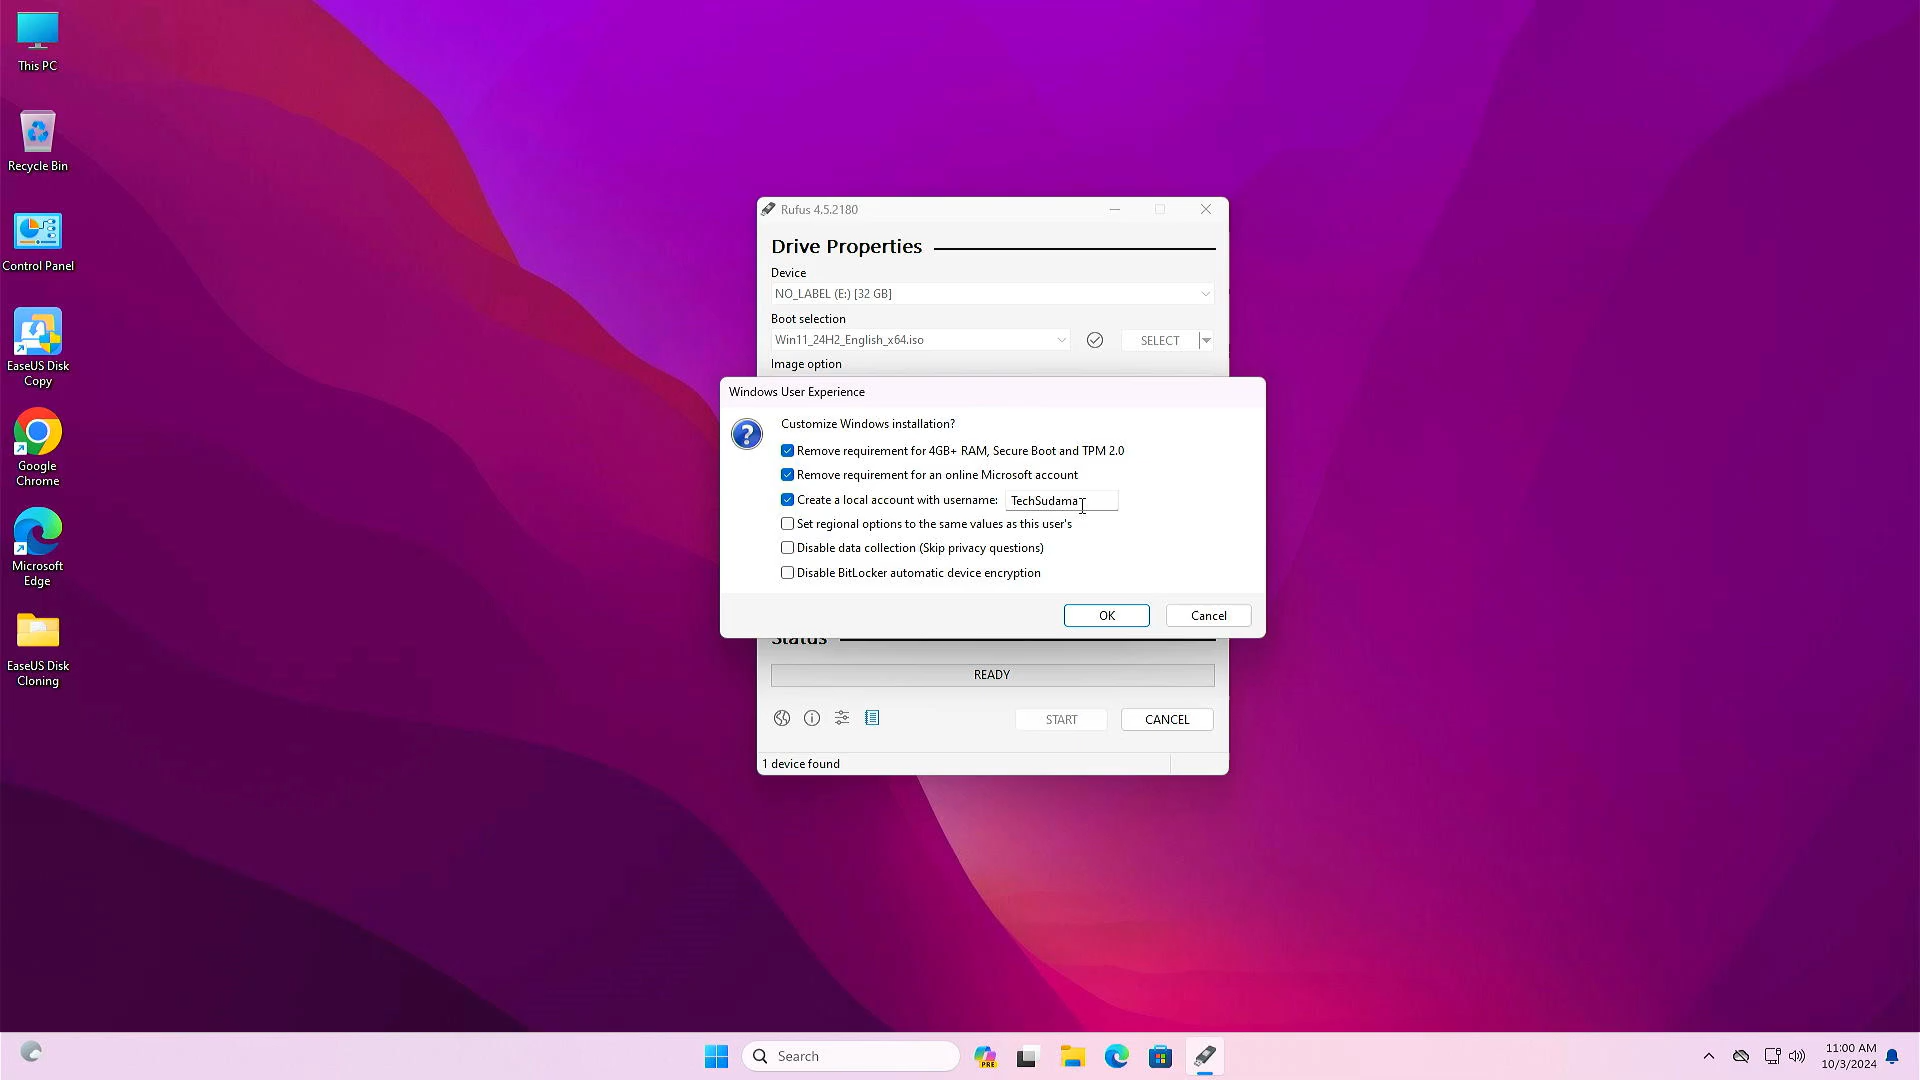 This PC
Recycle Bin
Control Panel
EaseUS Disk
Copy
Google
Chrome
Microsoft
Edge
EaseUS Disk
Cloning
Rufus 4.5.2180
Drive Properties
Device
NO_LABEL (E:) [32 GB]
Boot selection
Win11_24H2_English_x64.iso
SELECT
Image option
Windows User Experience
Customize Windows installation?
Remove requirement for 4GB+ RAM, Secure Boot and TPM 2.0
Remove requirement for an online Microsoft account
Create a local account with username: TechSudama
Set regional options to the same values as this user's
Disable data collection (Skip privacy questions)
Disable BitLocker automatic device encryption
OK
Cancel
Status
READY
START
CANCEL
1 device found
Search
PRE
11:00 AM
10/3/2024